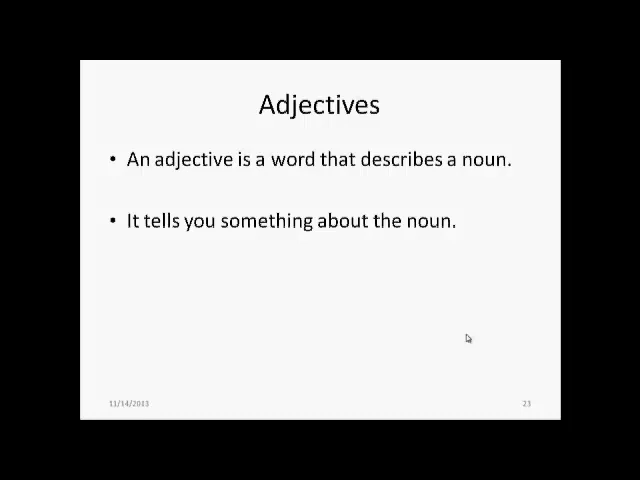 Adjectives
• An adjective is a word that describes a noun.
• It tells you something about the noun.
11/14/2013
23